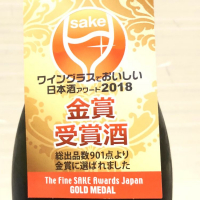 sake
ワイングラスでおいしい
日本酒アワード2018
金賞
受賞酒
総出品数901点より
金賞に選ばれました
The Fine SAKE Awards Japan
GOLD MEDAL